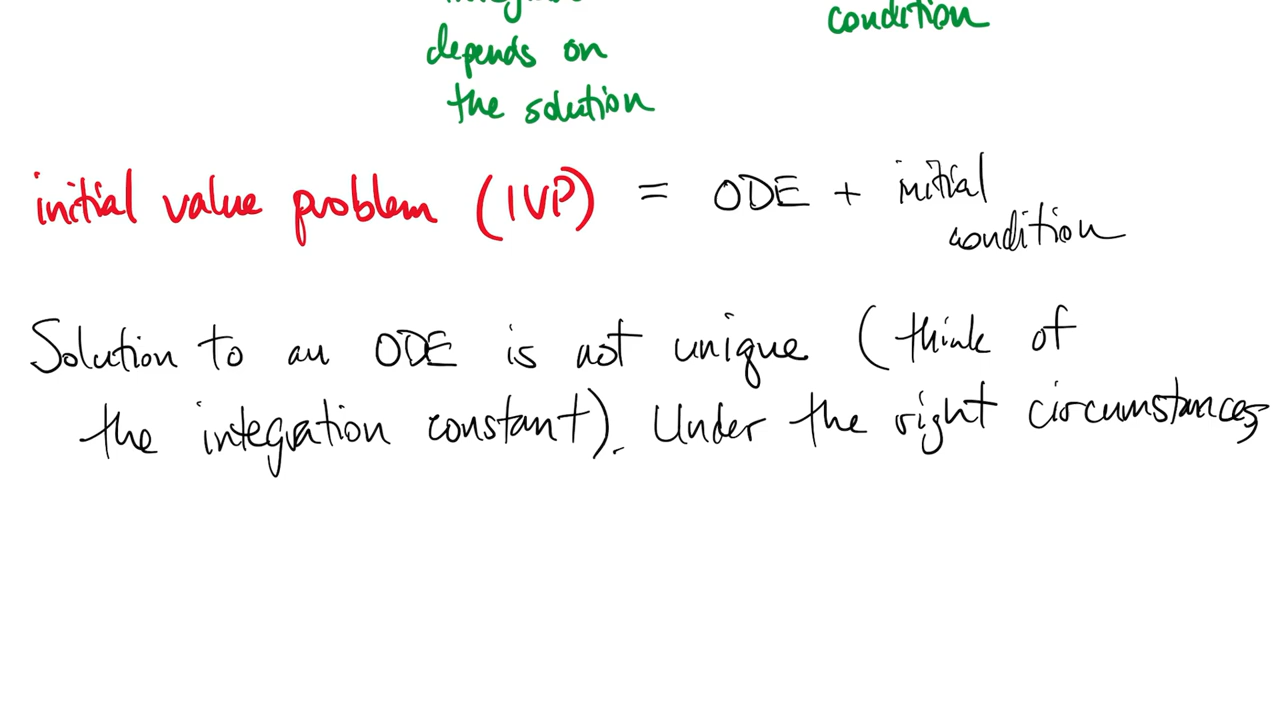 condition
depends on
the solution
initial value problem (IVP) = ODE + initial
condition
Solution to an ODE is not unique (think of
the integration constant). Under the right circumstances